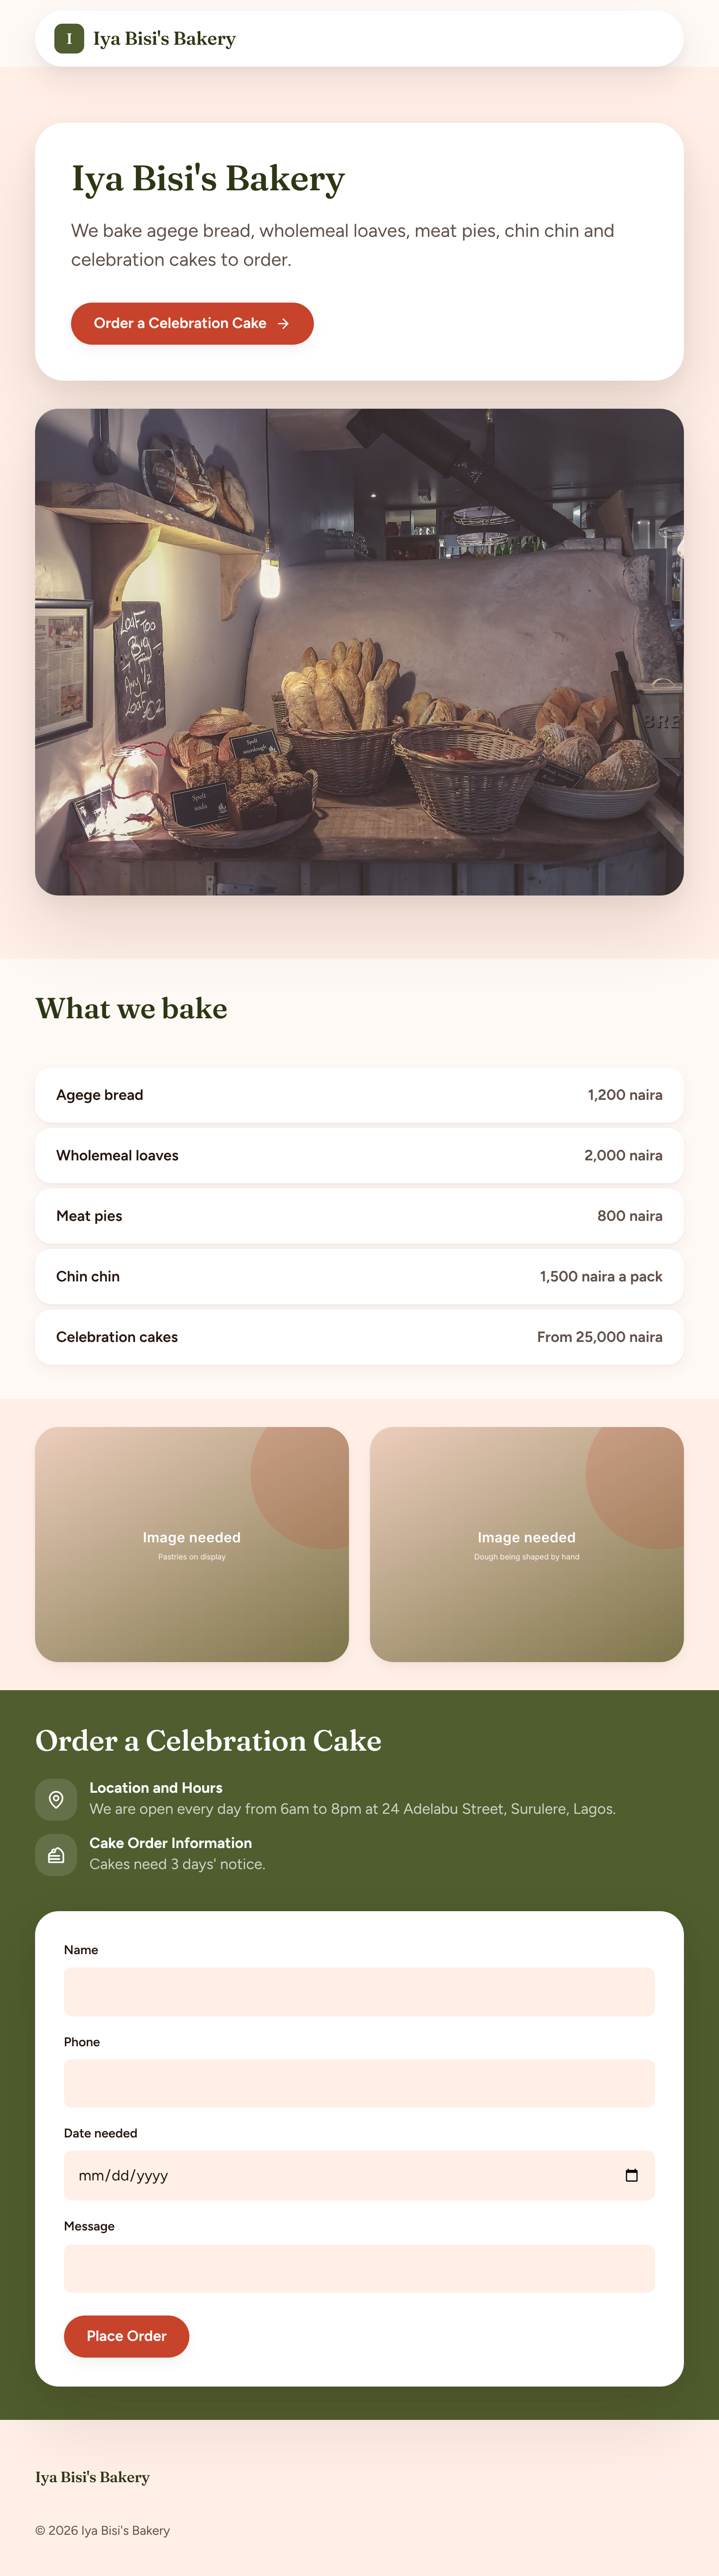 I
Iya Bisi's Bakery
Iya Bisi's Bakery
We bake agege bread, wholemeal loaves, meat pies, chin chin and
celebration cakes to order.
Order a Celebration Cake
Loaf Too
Big
Any 1/2
Loaf
£2
Spelt
sourdough
Spelt
soda
BRE
What we bake
Agege bread 1,200 naira
Wholemeal loaves 2,000 naira
Meat pies 800 naira
Chin chin 1,500 naira a pack
Celebration cakes From 25,000 naira
Image needed
Pastries on display
Image needed
Dough being shaped by hand
Order a Celebration Cake
Location and Hours
We are open every day from 6am to 8pm at 24 Adelabu Street, Surulere, Lagos.
Cake Order Information
Cakes need 3 days' notice.
Name
Phone
Date needed
mm/dd/yyyy
Message
Place Order
Iya Bisi's Bakery
© 2026 Iya Bisi's Bakery